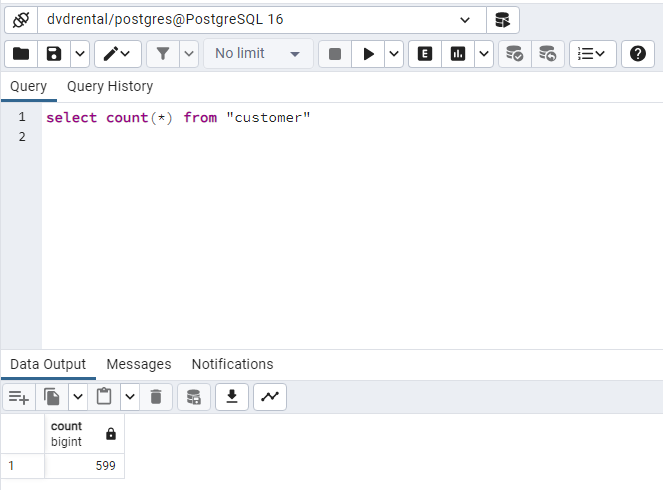 dvdrental/postgres@PostgreSQL 16
No limit
E
Query Query History
1 select count(*) from "customer"
2
Data Output Messages Notifications
count
bigint
1 599